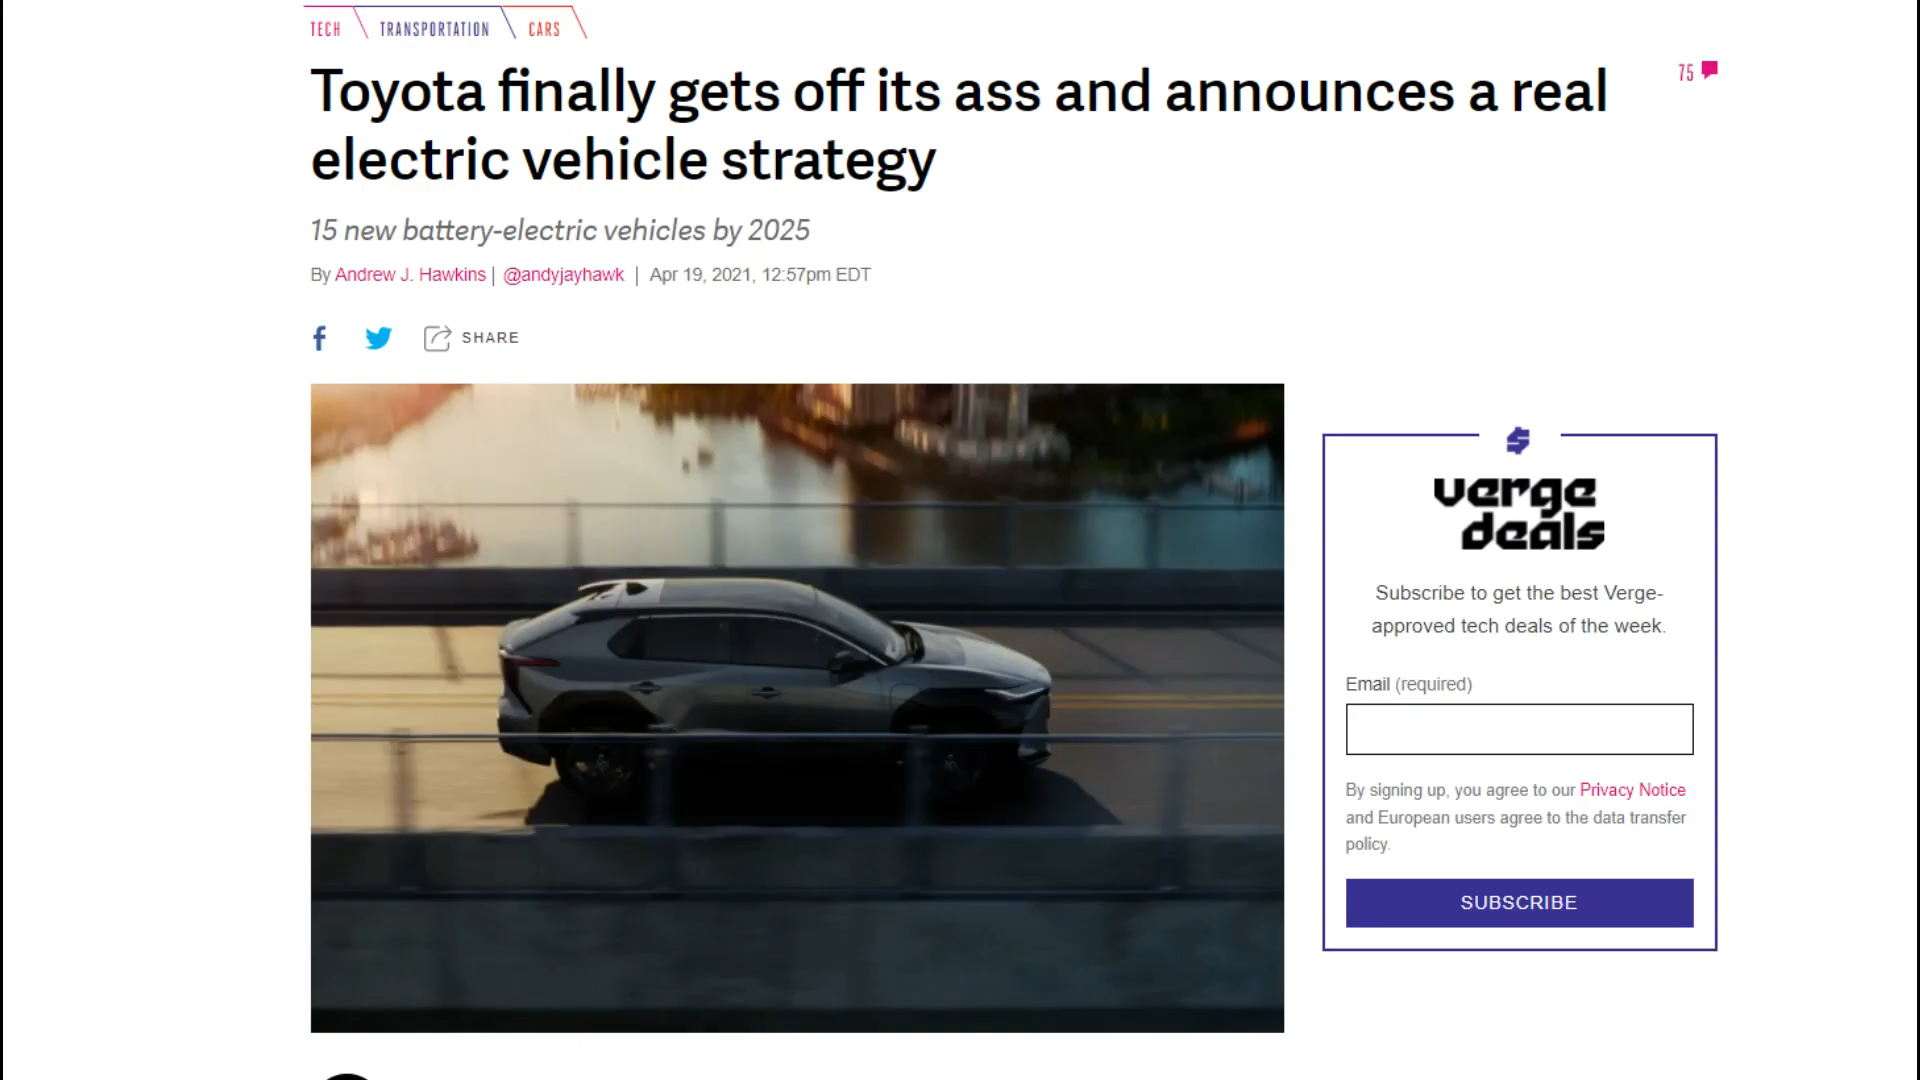 TECH TRANSPORTATION CARS
Toyota finally gets off its ass and announces a real
electric vehicle strategy
75
15 new battery-electric vehicles by 2025
By Andrew J. Hawkins | @andyjayhawk | Apr 19, 2021, 12:57pm EDT
SHARE
verge
deals
Subscribe to get the best Verge-
approved tech deals of the week.
Email (required)
By signing up, you agree to our Privacy Notice
and European users agree to the data transfer
policy.
SUBSCRIBE